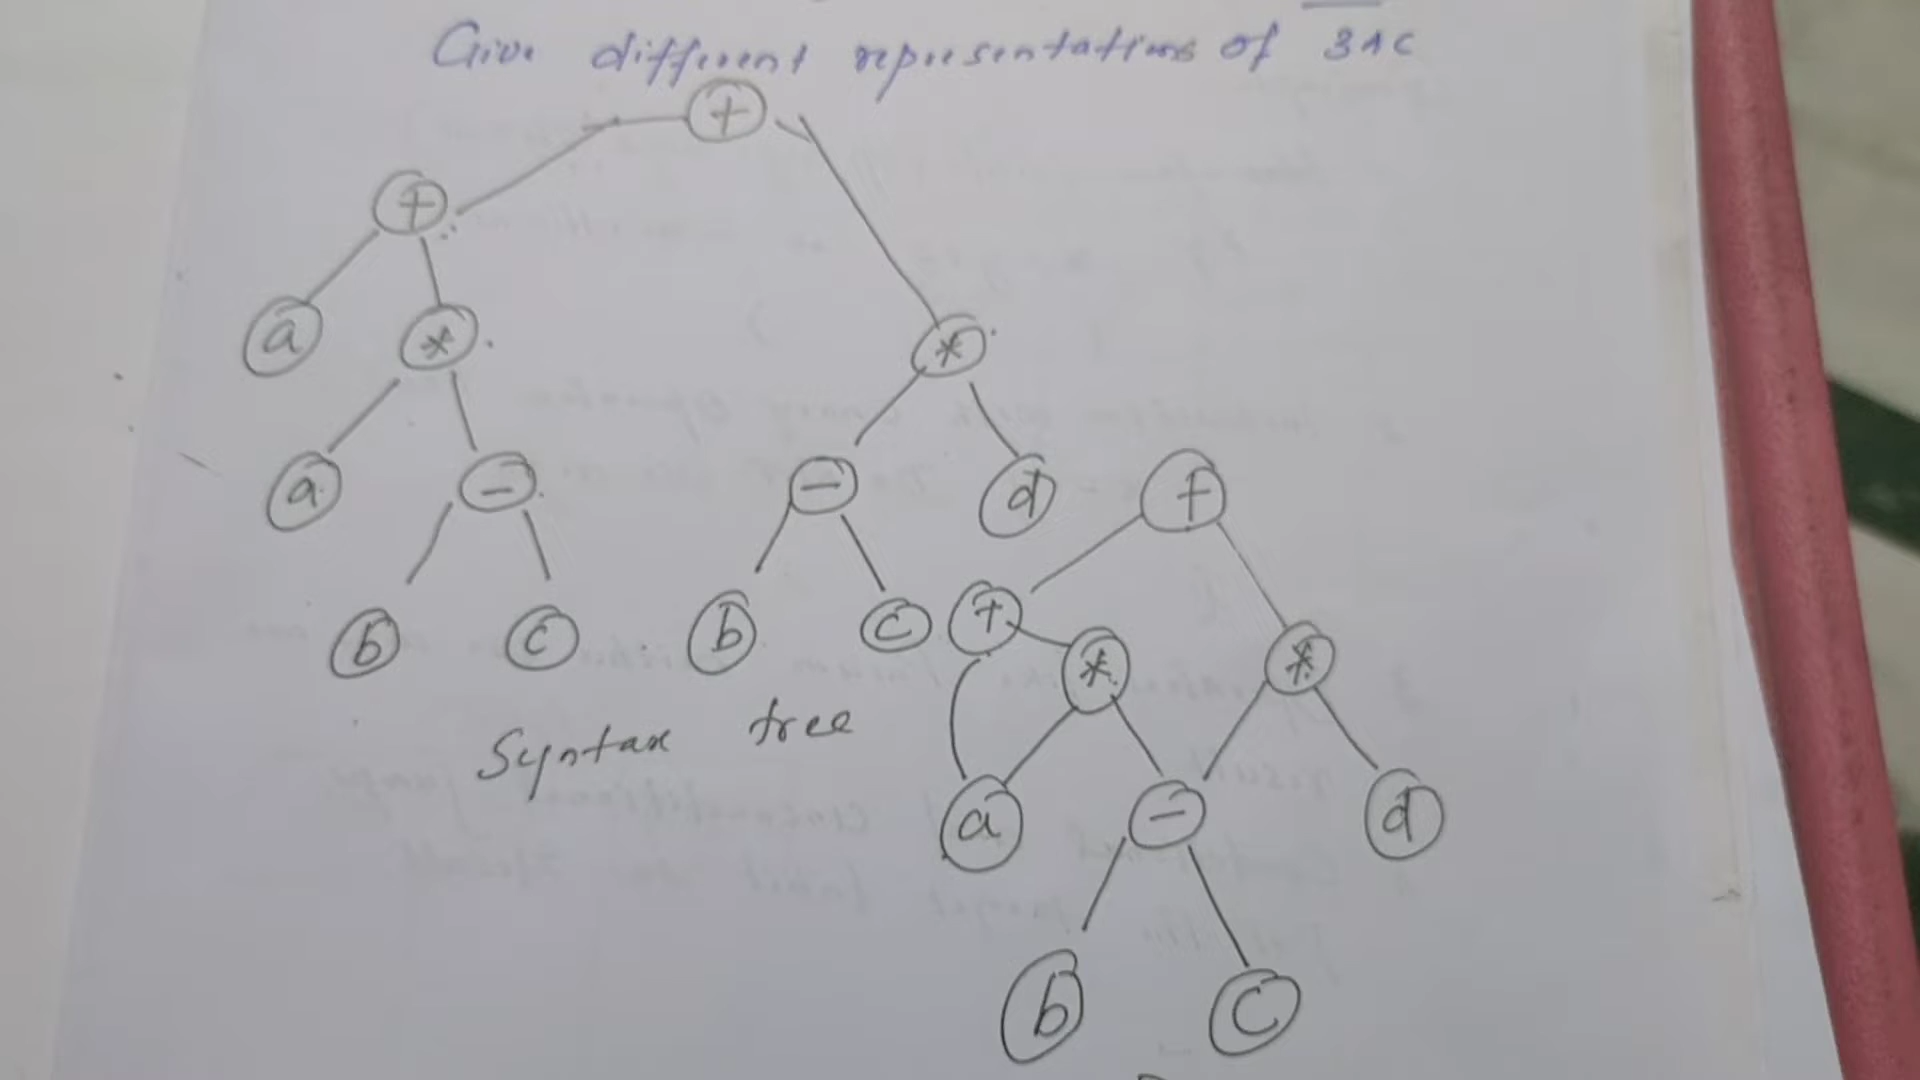 Give different representations of 3AC
+
+
a
*
*
a
-
-
d
b
c
b
c
Syntax tree
+
+
*
*
a
-
d
b
c